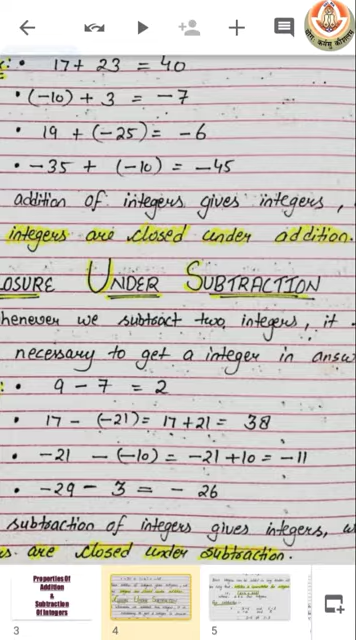 • 17 + 23 = 40
• (-10) + 3 = -7
• 19 + (-25) = -6
• -35 + (-10) = -45
addition of integers gives integers,
integers are closed under addition.
OSURE UNDER SUBTRACTION
henever we subtract two integers, it
necessary to get a integer in answ
• 9 - 7 = 2
• 17 - (-21) = 17 + 21 = 38
• -21 - (-10) = -21 + 10 = -11
• -29 - 3 = - 26
subtraction of integers gives integers, w
s are closed under subtraction.
Properties Of
Addition
&
Subtraction
Of Integers
3
4
5